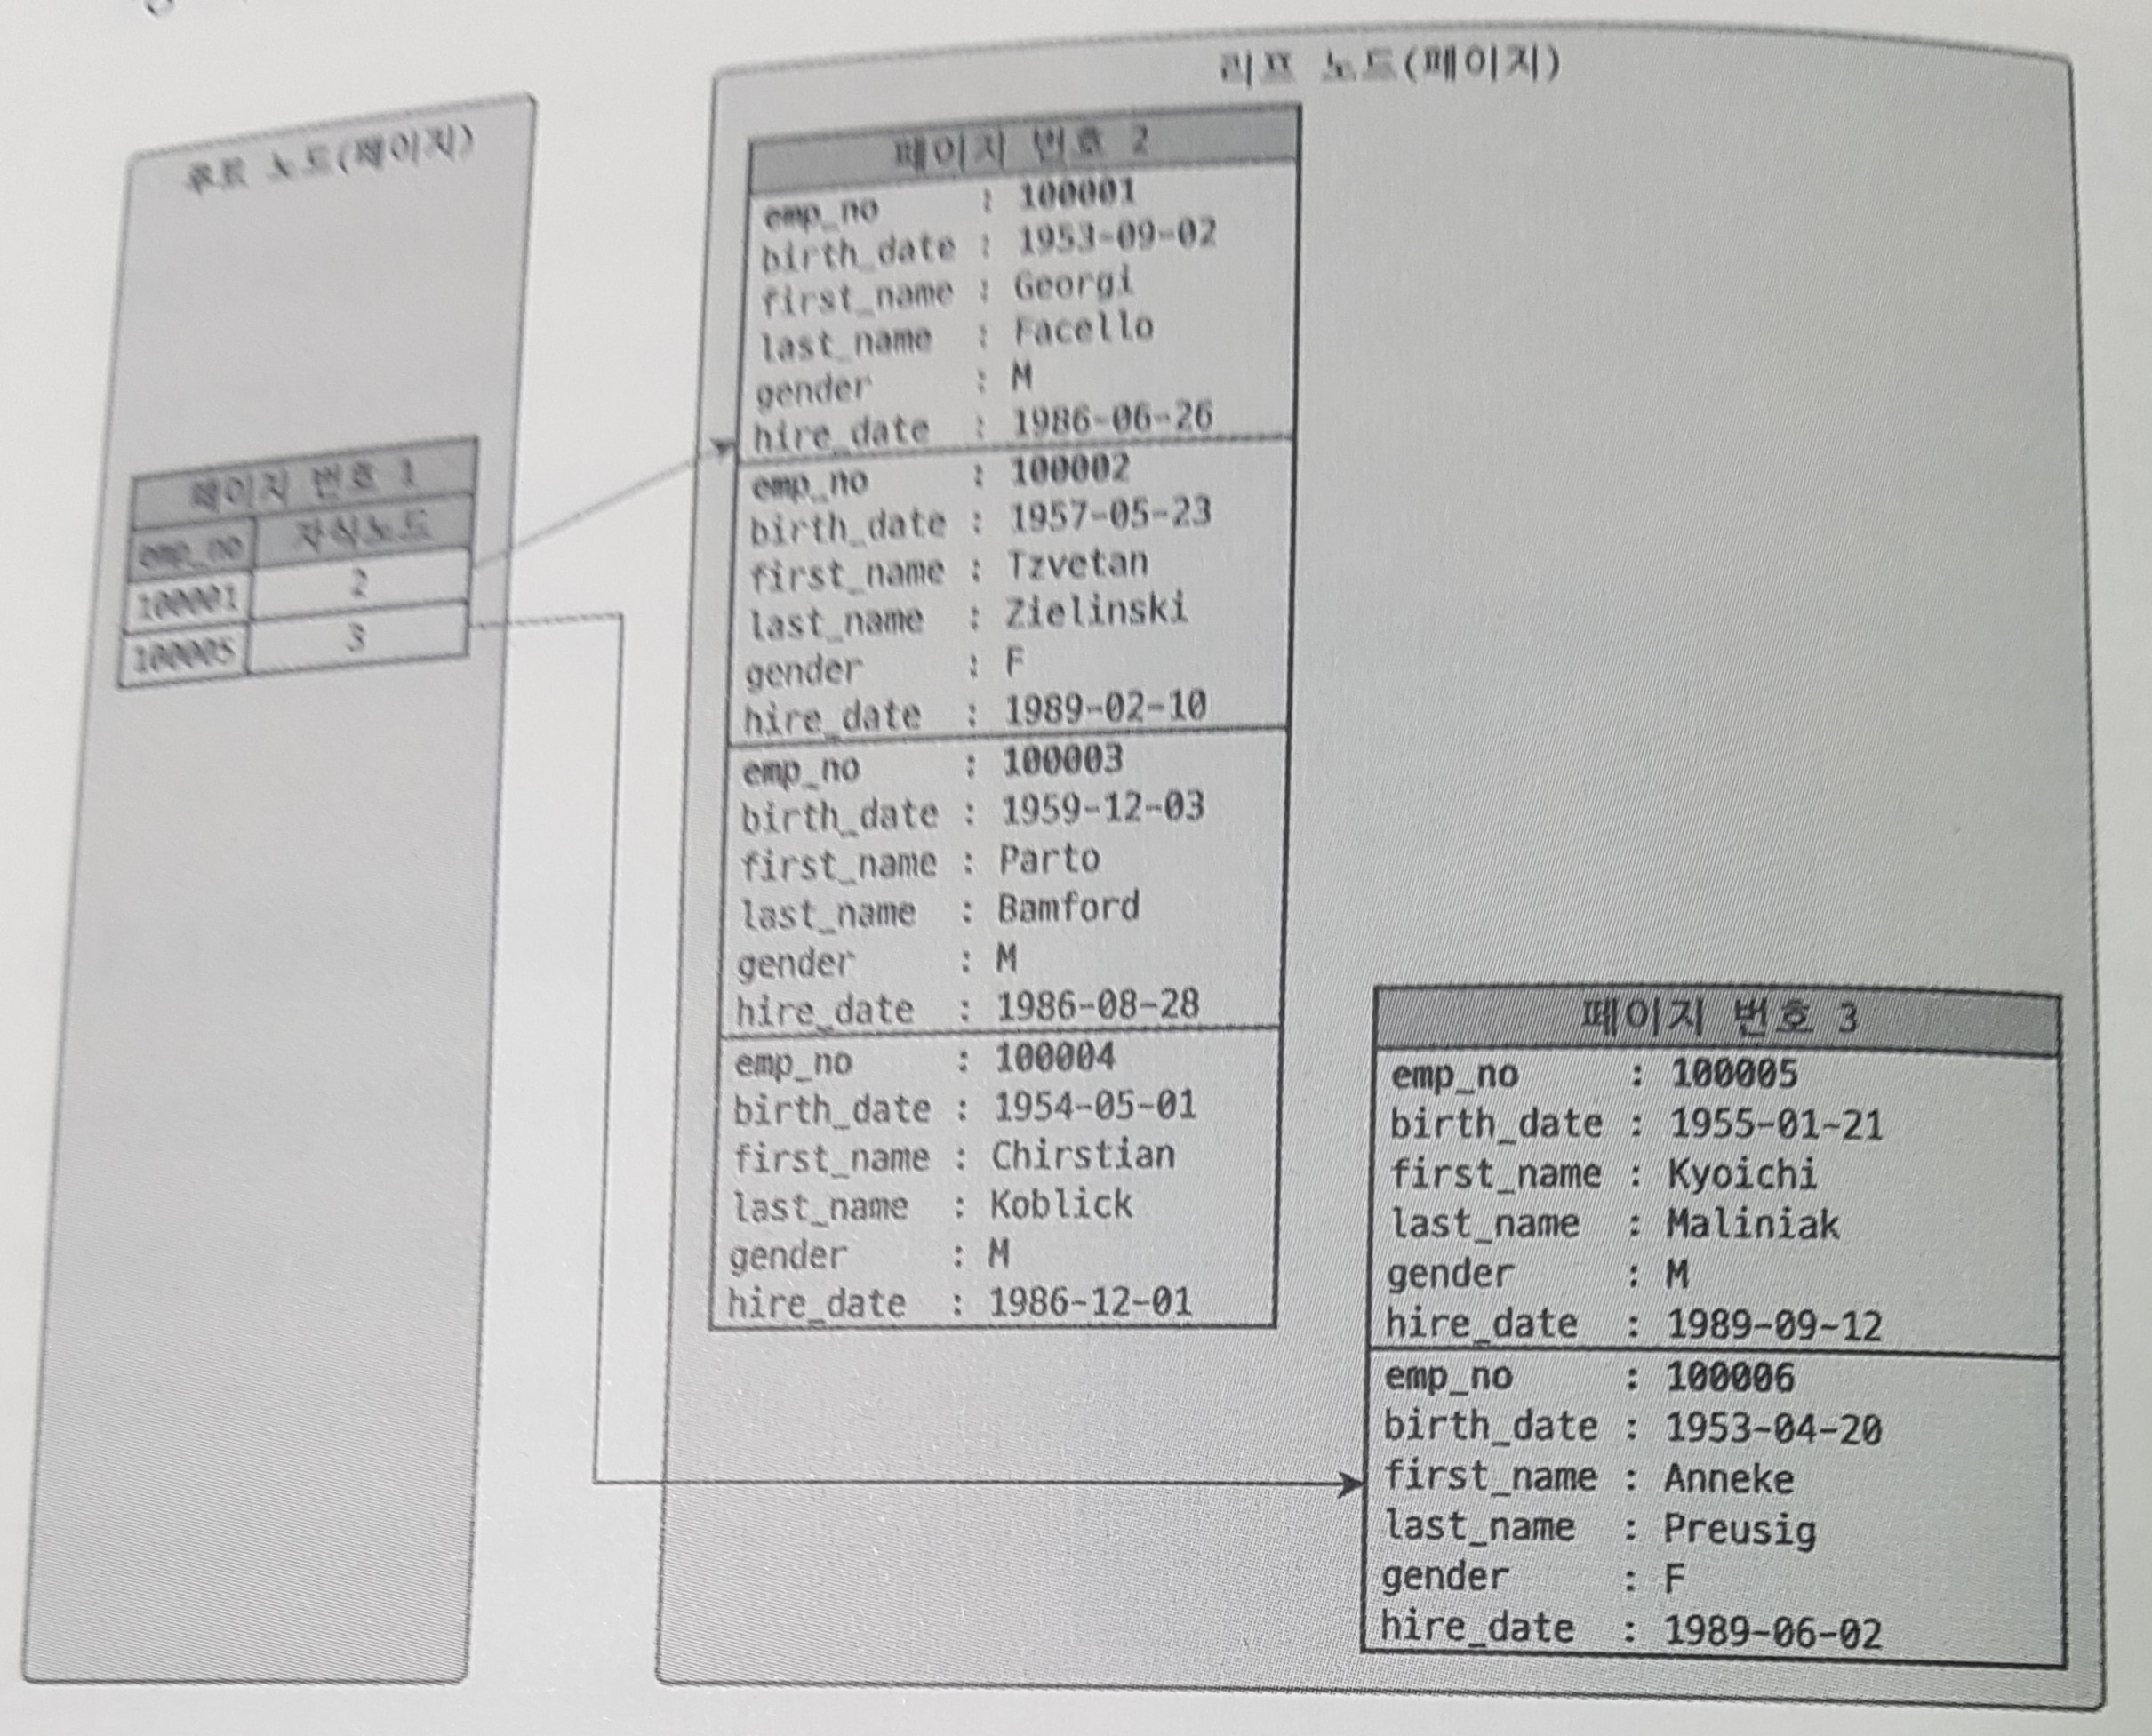 루트 노드(페이지)
페이지 번호 1
emp_no 자식노드
100001 2
100005 3
리프 노드(페이지)
페이지 번호 2
emp_no : 100001
birth_date : 1953-09-02
first_name : Georgi
last_name : Facello
gender : M
hire_date : 1986-06-26
emp_no : 100002
birth_date : 1957-05-23
first_name : Tzvetan
last_name : Zielinski
gender : F
hire_date : 1989-02-10
emp_no : 100003
birth_date : 1959-12-03
first_name : Parto
last_name : Bamford
gender : M
hire_date : 1986-08-28
emp_no : 100004
birth_date : 1954-05-01
first_name : Chirstian
last_name : Koblick
gender : M
hire_date : 1986-12-01
페이지 번호 3
emp_no : 100005
birth_date : 1955-01-21
first_name : Kyoichi
last_name : Maliniak
gender : M
hire_date : 1989-09-12
emp_no : 100006
birth_date : 1953-04-20
first_name : Anneke
last_name : Preusig
gender : F
hire_date : 1989-06-02